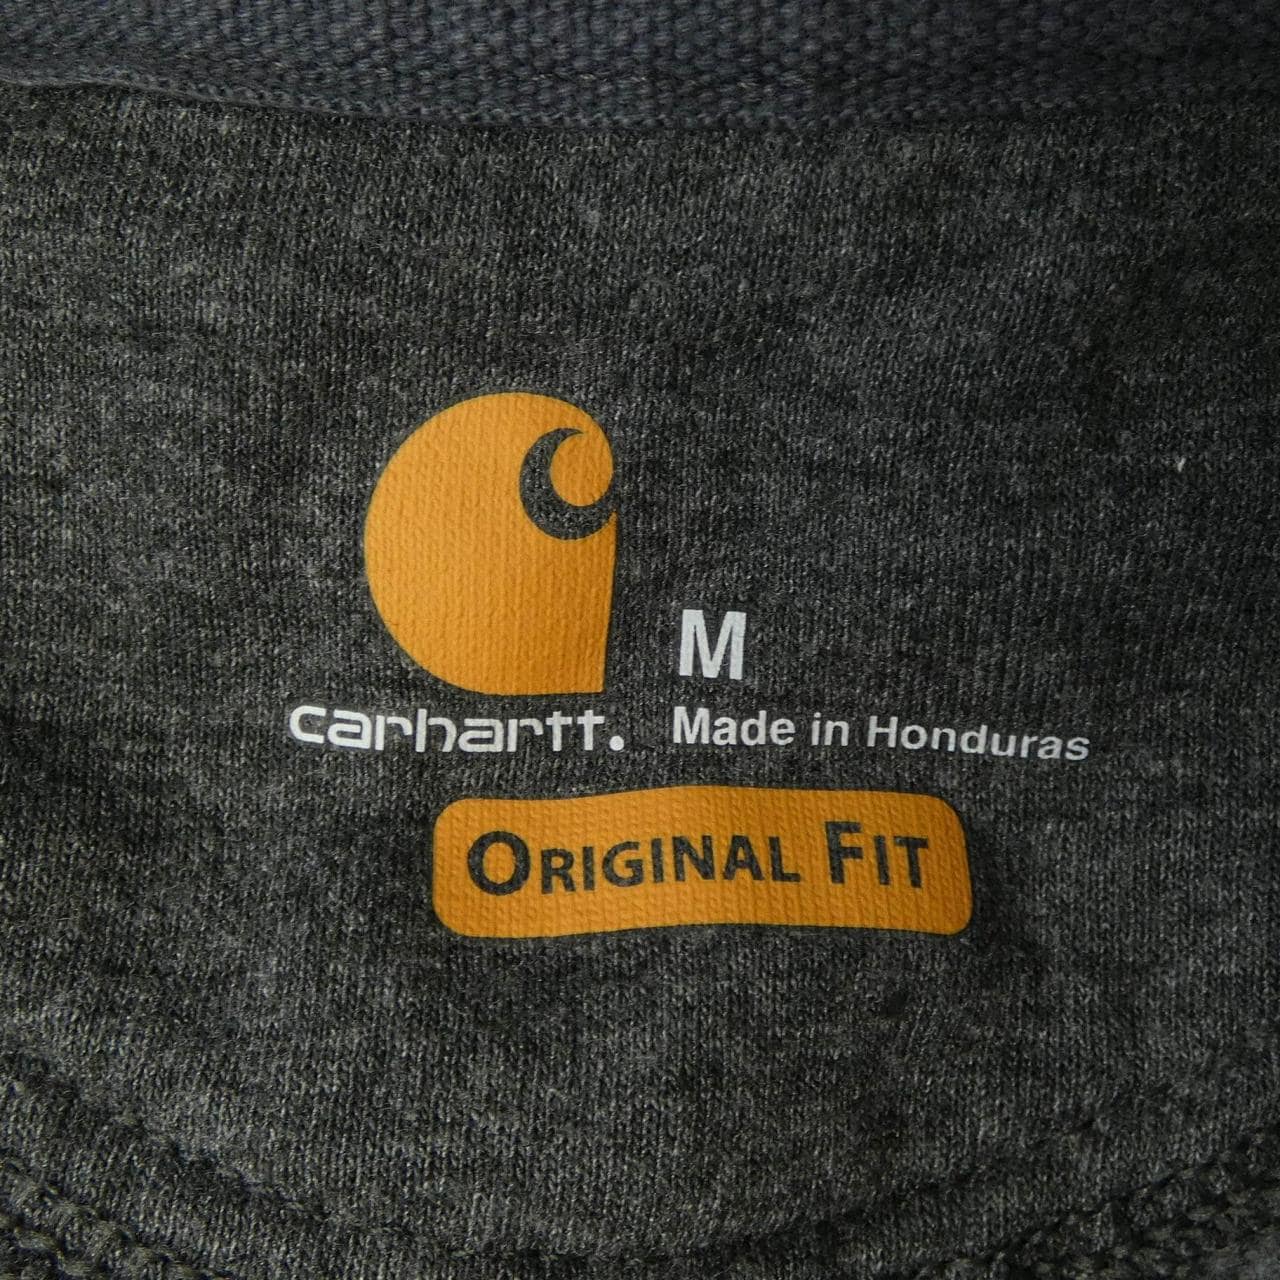 M
carhartt.
Made in Honduras
ORIGINAL FIT